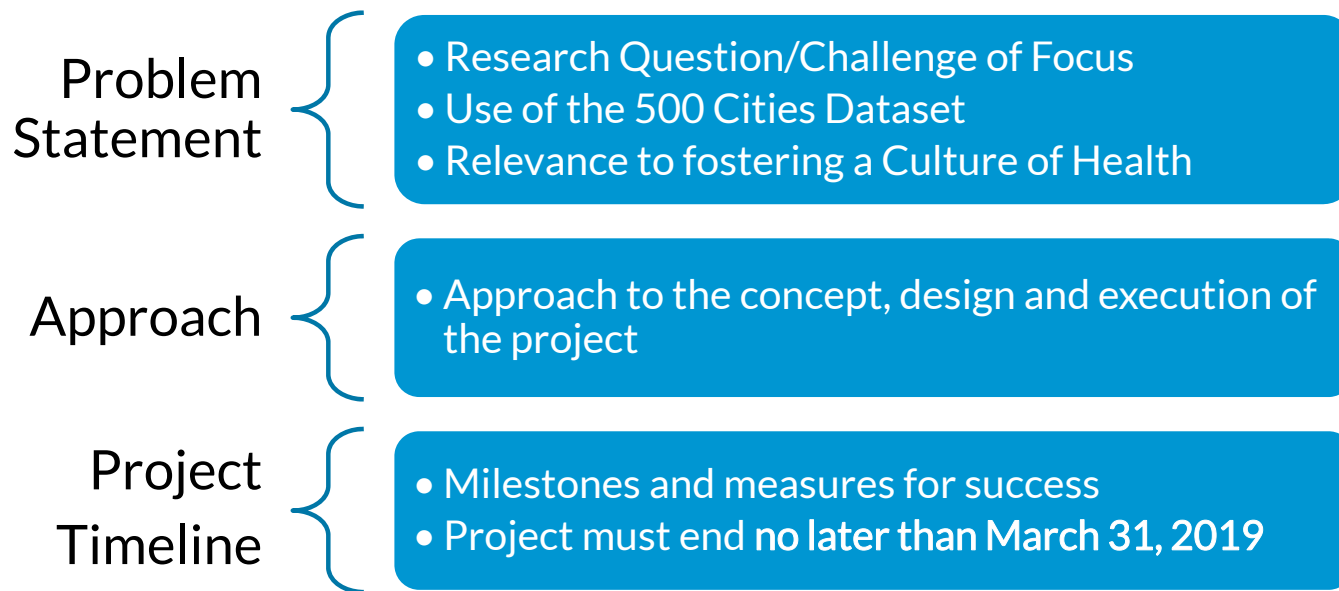 Problem
Statement
• Research Question/Challenge of Focus
• Use of the 500 Cities Dataset
• Relevance to fostering a Culture of Health
Approach
• Approach to the concept, design and execution of
the project
Project
Timeline
• Milestones and measures for success
• Project must end no later than March 31, 2019